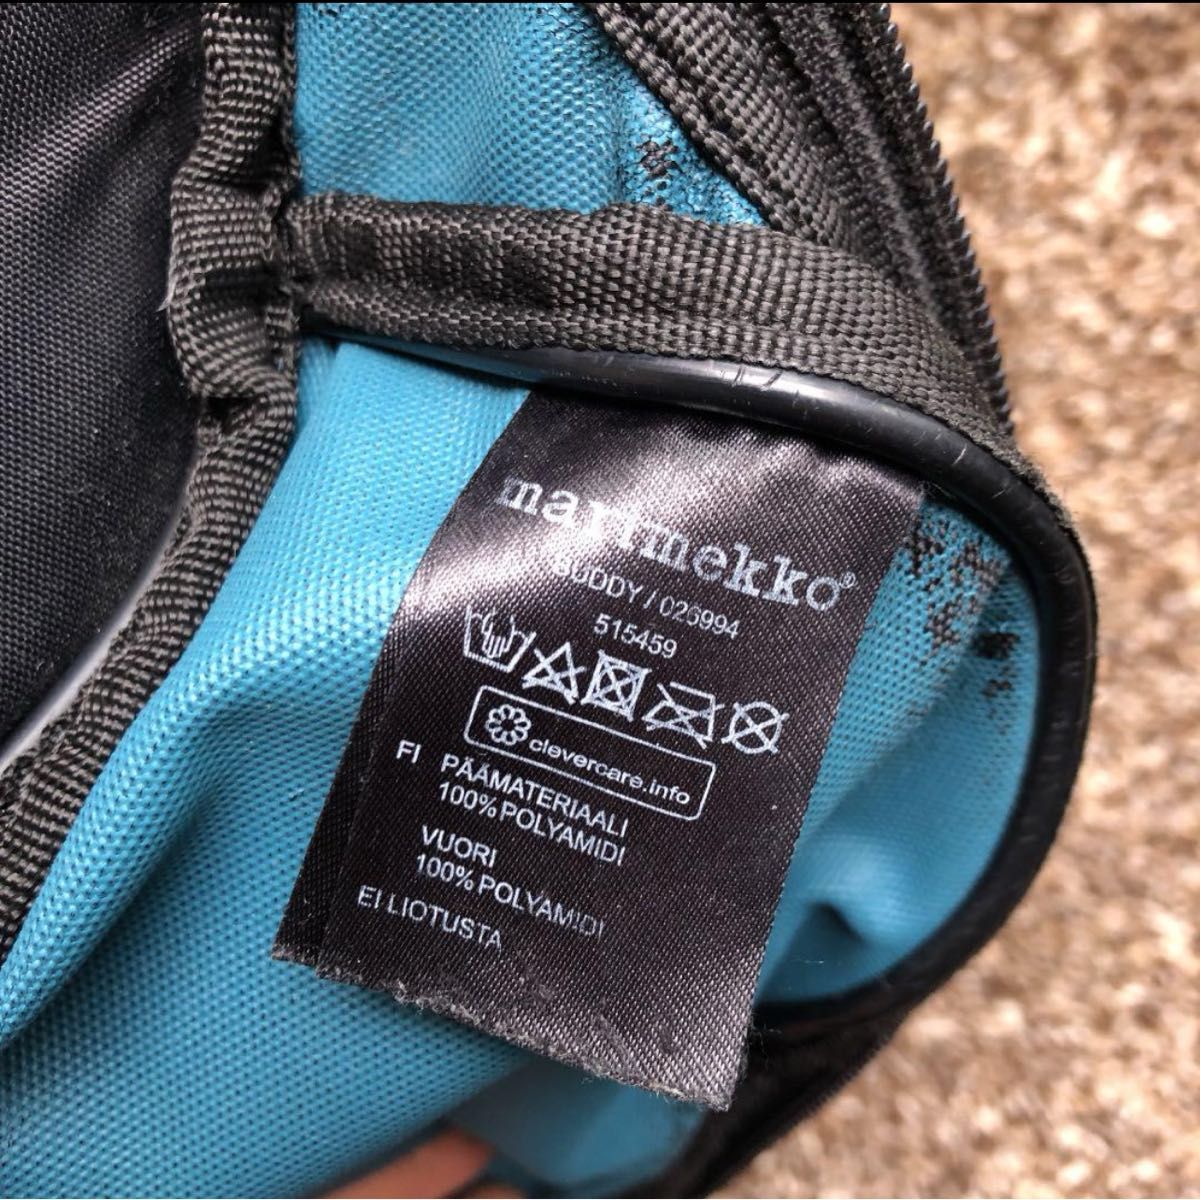 marimekko®
BUDDY / 026994
515459
clevercare.info
FI PÄÄMATERIAALI
100% POLYAMIDI
VUORI
100% POLYAMIDI
EI LIOTUSTA